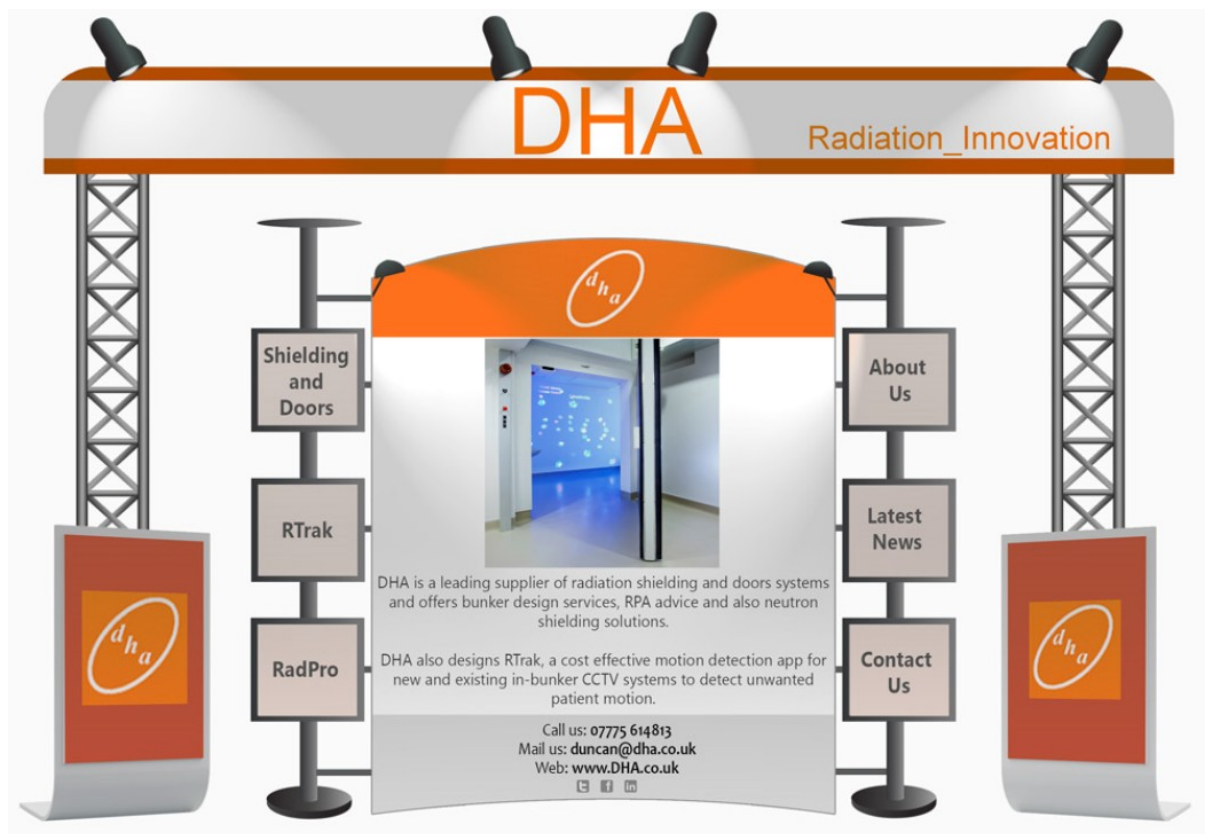 DHA
Radiation_Innovation
dha
Shielding
and
Doors
RTrak
RadPro
DHA is a leading supplier of radiation shielding and doors systems
and offers bunker design services, RPA advice and also neutron
shielding solutions.
DHA also designs RTrak, a cost effective motion detection app for
new and existing in-bunker CCTV systems to detect unwanted
patient motion.
Call us: 07775 614813
Mail us: duncan@dha.co.uk
Web: www.DHA.co.uk
t f in
About
Us
Latest
News
Contact
Us
dha
dha